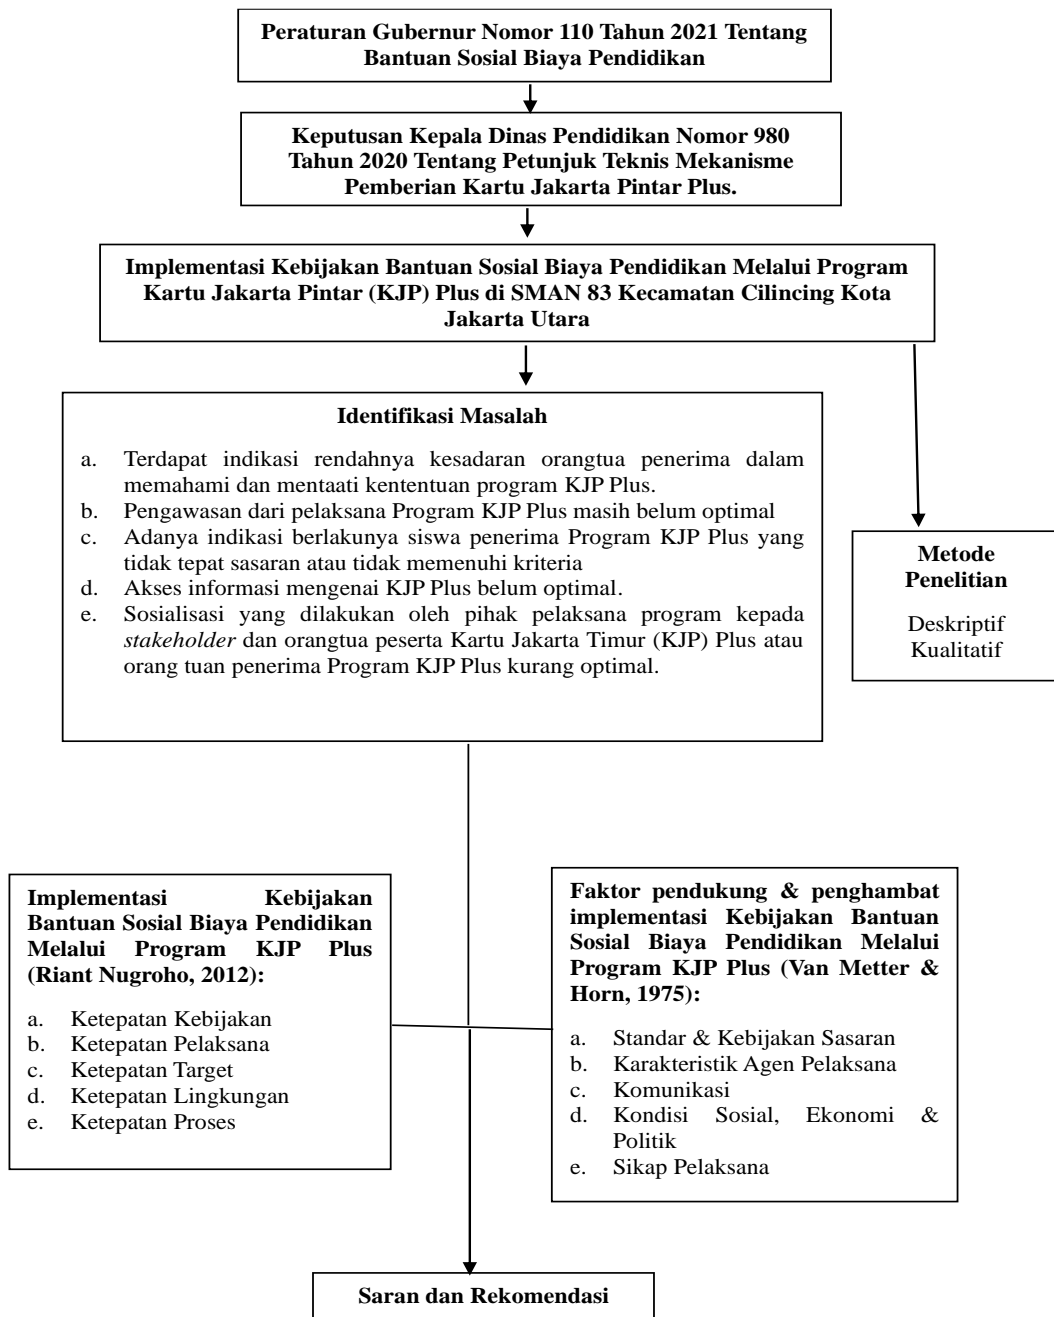 Peraturan Gubernur Nomor 110 Tahun 2021 Tentang
Bantuan Sosial Biaya Pendidikan
Keputusan Kepala Dinas Pendidikan Nomor 980
Tahun 2020 Tentang Petunjuk Teknis Mekanisme
Pemberian Kartu Jakarta Pintar Plus.
Implementasi Kebijakan Bantuan Sosial Biaya Pendidikan Melalui Program
Kartu Jakarta Pintar (KJP) Plus di SMAN 83 Kecamatan Cilincing Kota
Jakarta Utara
Identifikasi Masalah
a. Terdapat indikasi rendahnya kesadaran orangtua penerima dalam
memahami dan mentaati kententuan program KJP Plus.
b. Pengawasan dari pelaksana Program KJP Plus masih belum optimal
c. Adanya indikasi berlakunya siswa penerima Program KJP Plus yang
tidak tepat sasaran atau tidak memenuhi kriteria
d. Akses informasi mengenai KJP Plus belum optimal.
e. Sosialisasi yang dilakukan oleh pihak pelaksana program kepada
stakeholder dan orangtua peserta Kartu Jakarta Timur (KJP) Plus atau
orang tuan penerima Program KJP Plus kurang optimal.
Metode
Penelitian
Deskriptif
Kualitatif
Implementasi Kebijakan
Bantuan Sosial Biaya Pendidikan
Melalui Program KJP Plus
(Riant Nugroho, 2012):
a. Ketepatan Kebijakan
b. Ketepatan Pelaksana
c. Ketepatan Target
d. Ketepatan Lingkungan
e. Ketepatan Proses
Faktor pendukung & penghambat
implementasi Kebijakan Bantuan
Sosial Biaya Pendidikan Melalui
Program KJP Plus (Van Metter &
Horn, 1975):
a. Standar & Kebijakan Sasaran
b. Karakteristik Agen Pelaksana
c. Komunikasi
d. Kondisi Sosial, Ekonomi &
Politik
e. Sikap Pelaksana
Saran dan Rekomendasi